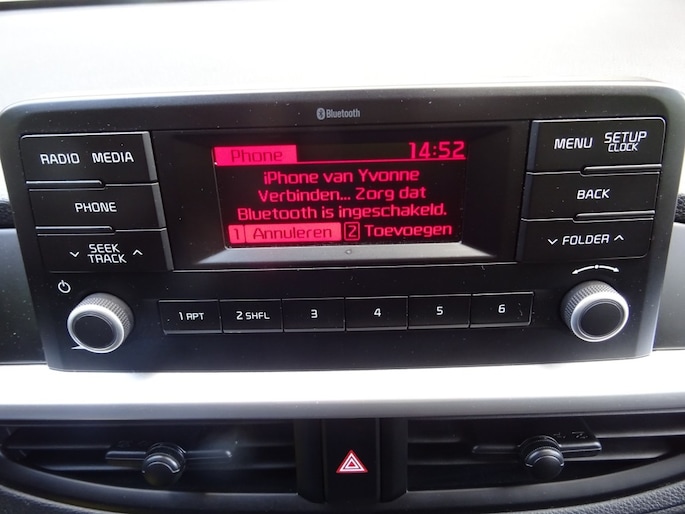 Bluetooth
RADIO MEDIA
PHONE
SEEK
TRACK
Phone 14:52
iPhone van Yvonne
Verbinden... Zorg dat
Bluetooth is ingeschakeld.
1 Annuleren 2 Toevoegen
MENU SETUP
CLOCK
BACK
FOLDER
1 RPT 2 SHFL 3 4 5 6